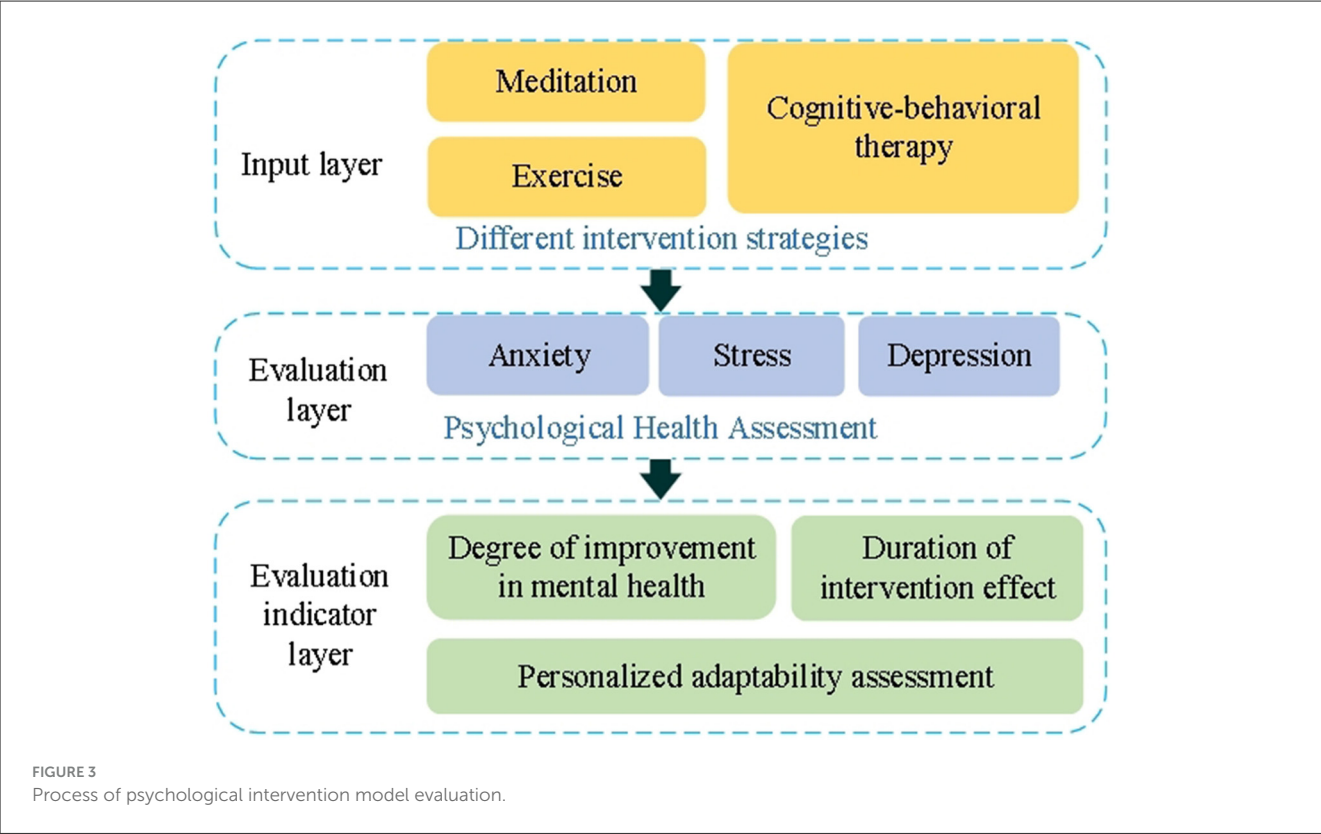 Meditation
Cognitive-behavioral
therapy
Input layer
Exercise
Different intervention strategies
Evaluation
layer
Anxiety
Stress
Depression
Psychological Health Assessment
Evaluation
indicator
layer
Degree of improvement
in mental health
Duration of
intervention effect
Personalized adaptability assessment
FIGURE 3
Process of psychological intervention model evaluation.